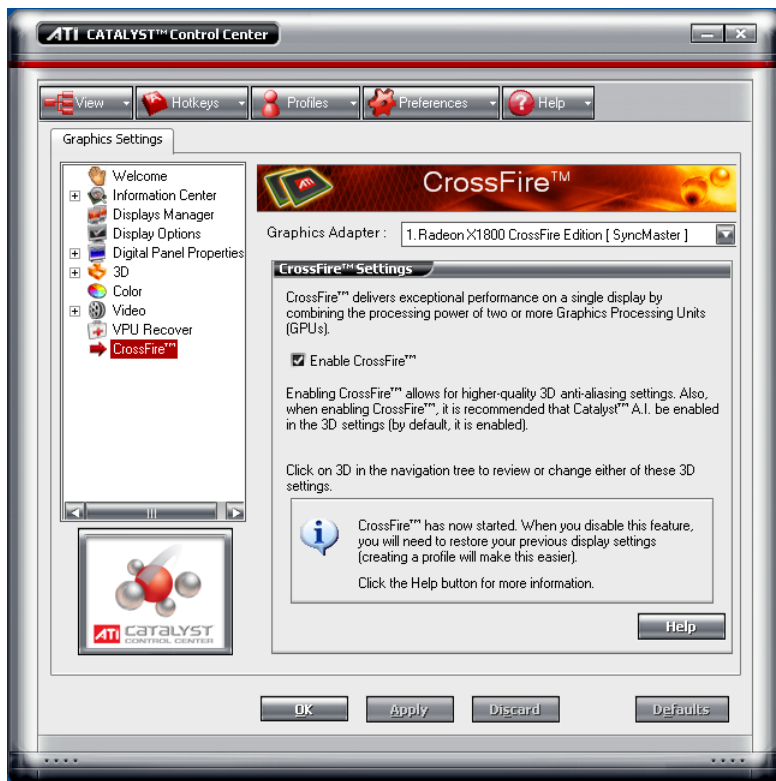 ATI CATALYST™ Control Center
View
Hotkeys
Profiles
Preferences
Help
Graphics Settings
Welcome
Information Center
Displays Manager
Display Options
Digital Panel Properties
3D
Color
Video
VPU Recover
CrossFire™
ATI CATALYST
CONTROL CENTER
CrossFire™
Graphics Adapter :
1. Radeon X1800 CrossFire Edition [ SyncMaster ]
CrossFire™ Settings
CrossFire™ delivers exceptional performance on a single display by
combining the processing power of two or more Graphics Processing Units
(GPUs).
Enable CrossFire™
Enabling CrossFire™ allows for higher-quality 3D anti-aliasing settings. Also,
when enabling CrossFire™, it is recommended that Catalyst™ A.I. be enabled
in the 3D settings (by default, it is enabled).
Click on 3D in the navigation tree to review or change either of these 3D
settings.
CrossFire™ has now started. When you disable this feature,
you will need to restore your previous display settings
(creating a profile will make this easier).
Click the Help button for more information.
Help
OK
Apply
Discard
Defaults